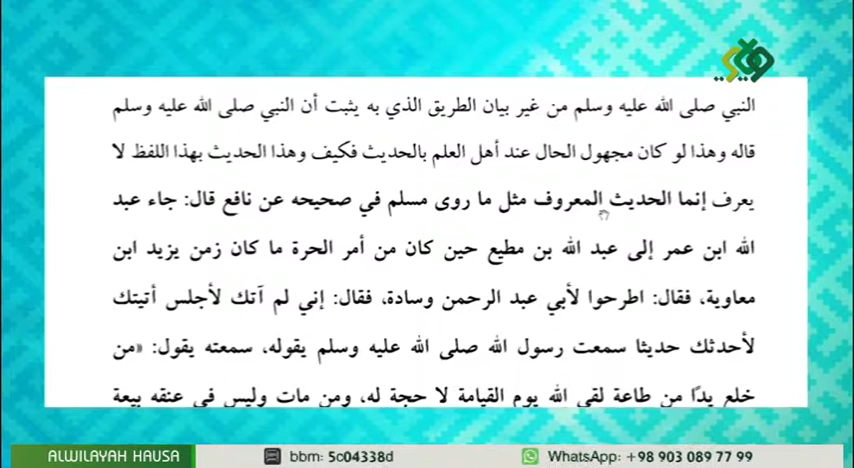 النبي صلى الله عليه وسلم من غير بيان الطريق الذي به يثبت أن النبي صلى الله عليه وسلم
قاله وهذا لو كان مجهول الحال عند أهل العلم بالحديث فكيف وهذا الحديث بهذا اللفظ لا
يعرف إنما الحديث المعروف مثل ما روى مسلم في صحيحه عن نافع قال: جاء عبد
الله ابن عمر إلى عبد الله بن مطيع حين كان من أمر الحرة ما كان زمن يزيد ابن
معاوية، فقال: اطرحوا لأبي عبد الرحمن وسادة، فقال: إني لم آتك لأجلس أتيتك
لأحدثك حديثا سمعت رسول الله صلى الله عليه وسلم يقوله، سمعته يقول: «من
خلع يدًا من طاعة لقي الله يوم القيامة لا حجة له، ومن مات وليس في عنقه بيعة
ALWILAYAH HAUSA
bbm: 5c04338d
WhatsApp: +98 903 089 77 99